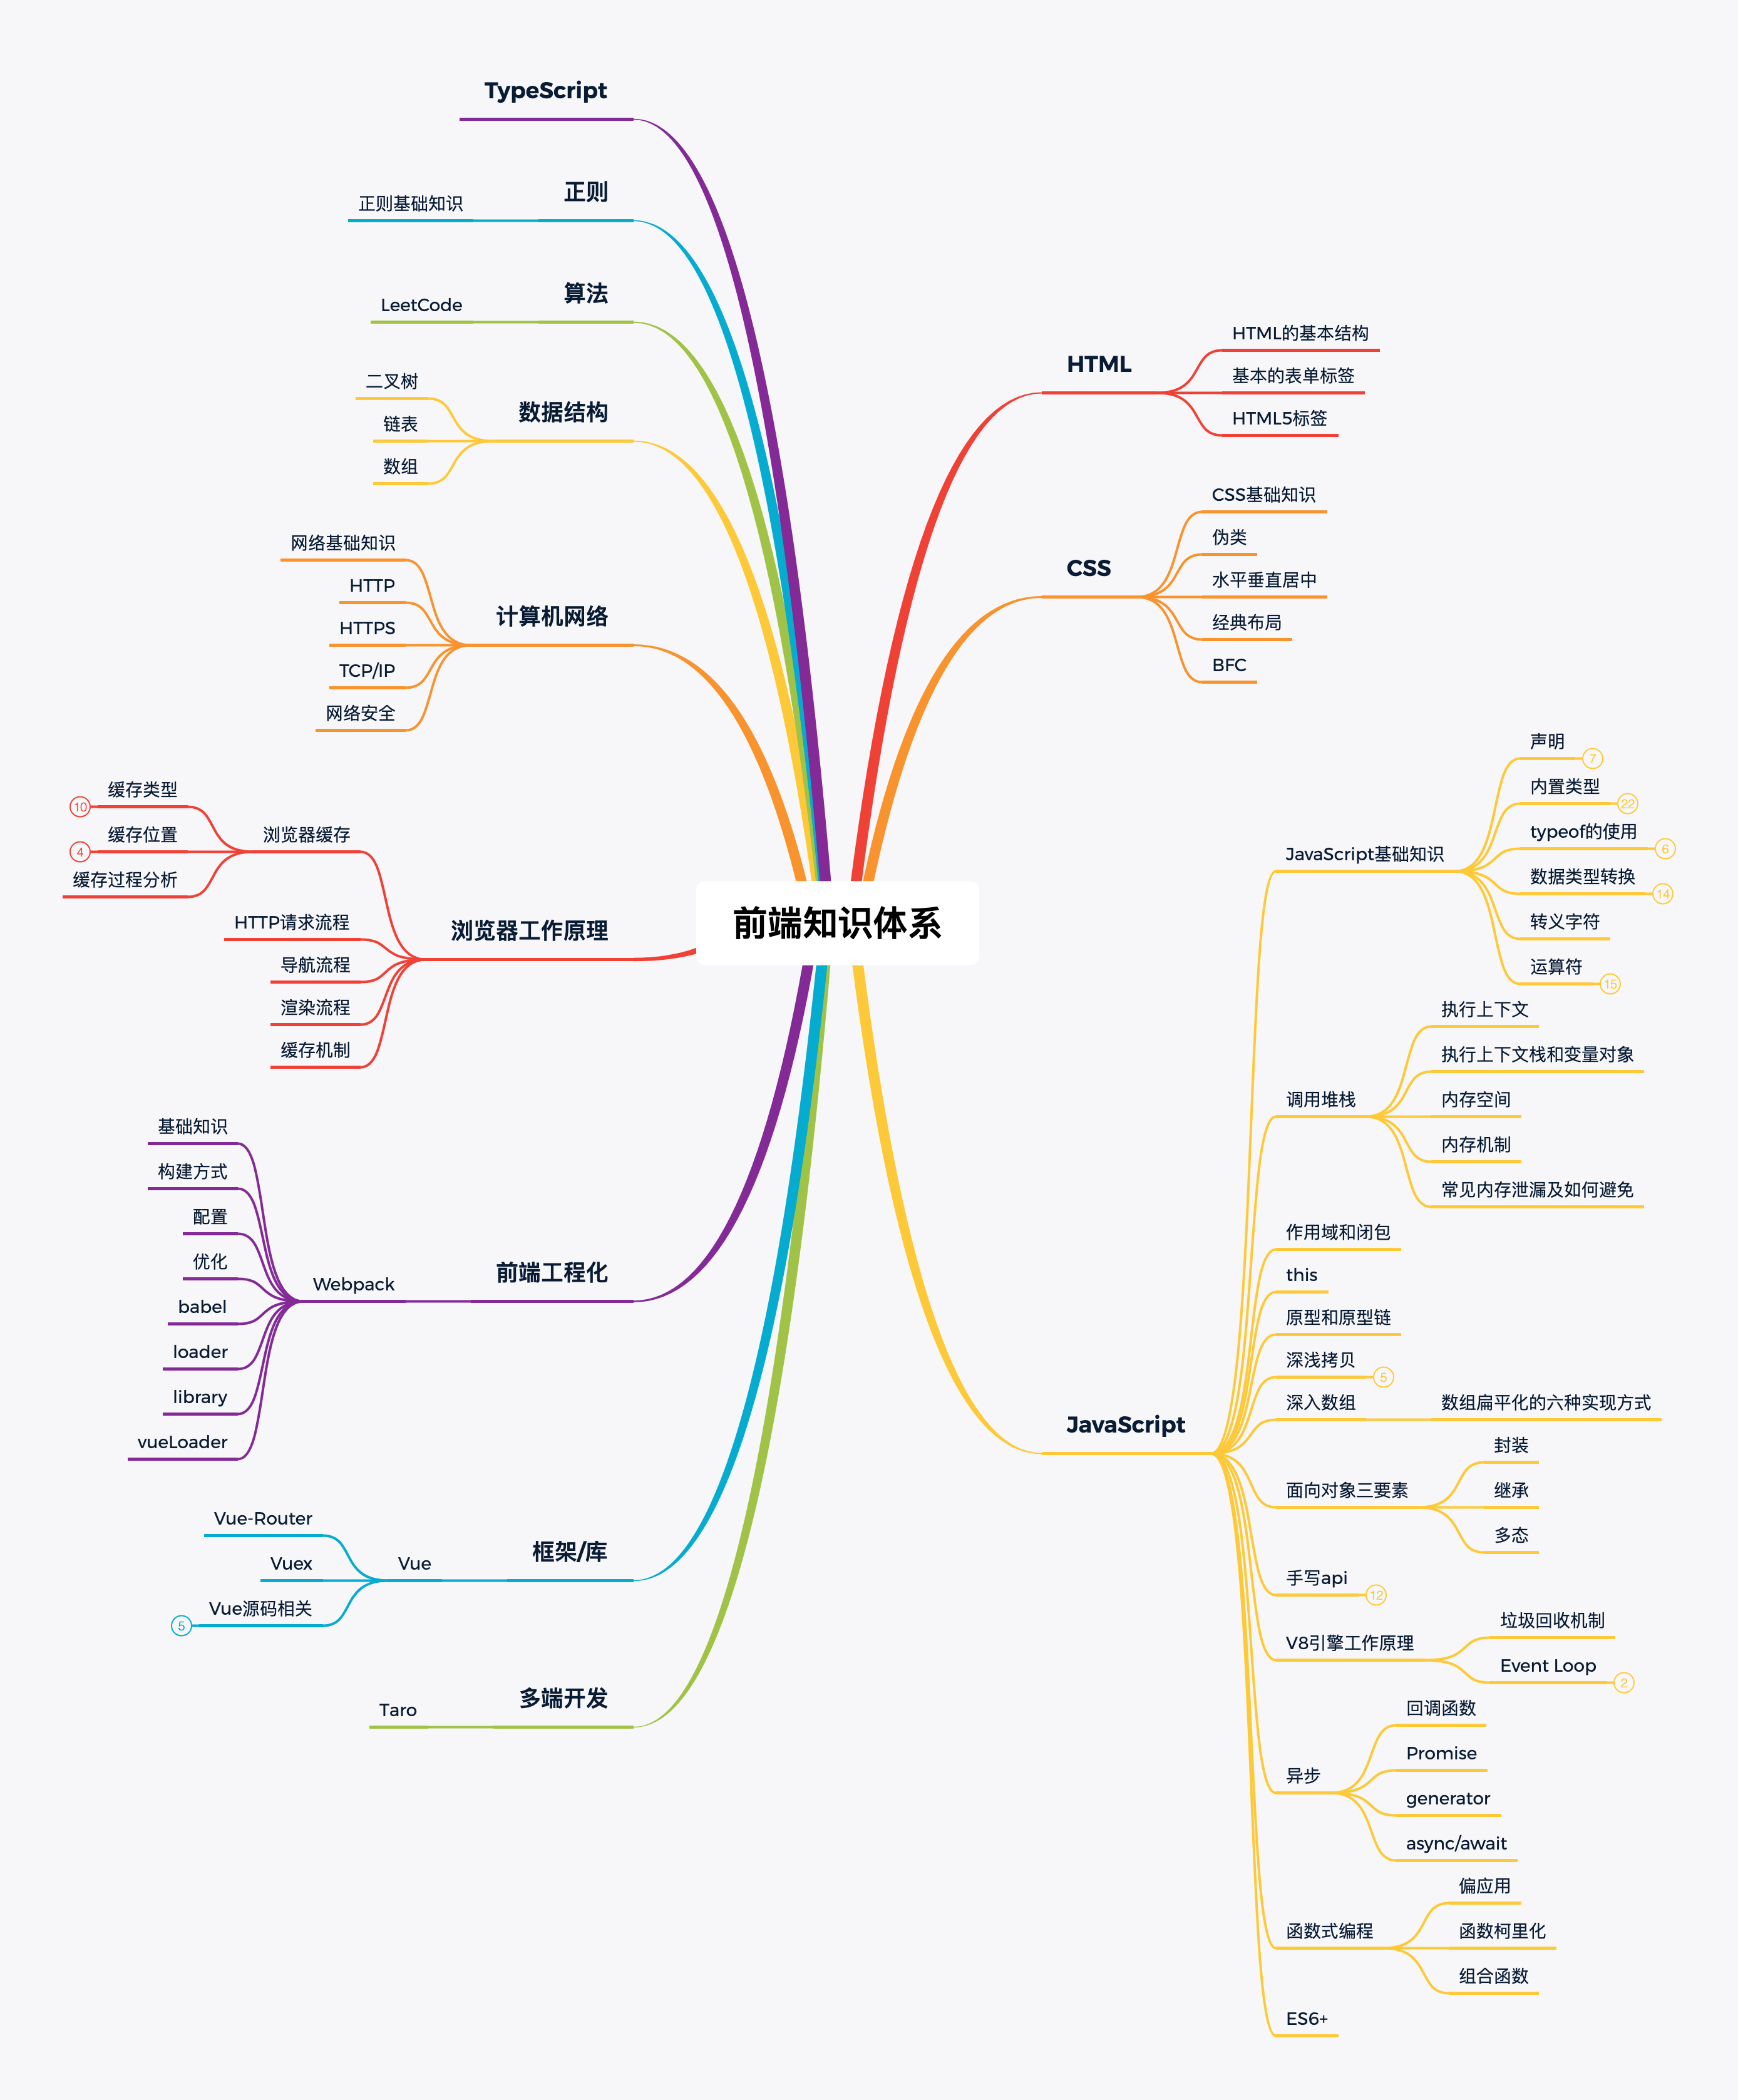 前端知识体系
HTML
HTML的基本结构
基本的表单标签
HTML5标签
CSS
CSS基础知识
伪类
水平垂直居中
经典布局
BFC
JavaScript
JavaScript基础知识
声明
7
内置类型
22
typeof的使用
6
数据类型转换
14
转义字符
运算符
15
调用堆栈
执行上下文
执行上下文栈和变量对象
内存空间
内存机制
常见内存泄漏及如何避免
作用域和闭包
this
原型和原型链
深浅拷贝
5
深入数组
数组扁平化的六种实现方式
面向对象三要素
封装
继承
多态
手写api
12
V8引擎工作原理
垃圾回收机制
Event Loop
2
异步
回调函数
Promise
generator
async/await
函数式编程
偏应用
函数柯里化
组合函数
ES6+
TypeScript
正则
正则基础知识
算法
LeetCode
数据结构
二叉树
链表
数组
计算机网络
网络基础知识
HTTP
HTTPS
TCP/IP
网络安全
浏览器工作原理
浏览器缓存
缓存类型
10
缓存位置
4
缓存过程分析
HTTP请求流程
导航流程
渲染流程
缓存机制
前端工程化
Webpack
基础知识
构建方式
配置
优化
babel
loader
library
vueLoader
框架/库
Vue
Vue-Router
Vuex
Vue源码相关
5
多端开发
Taro